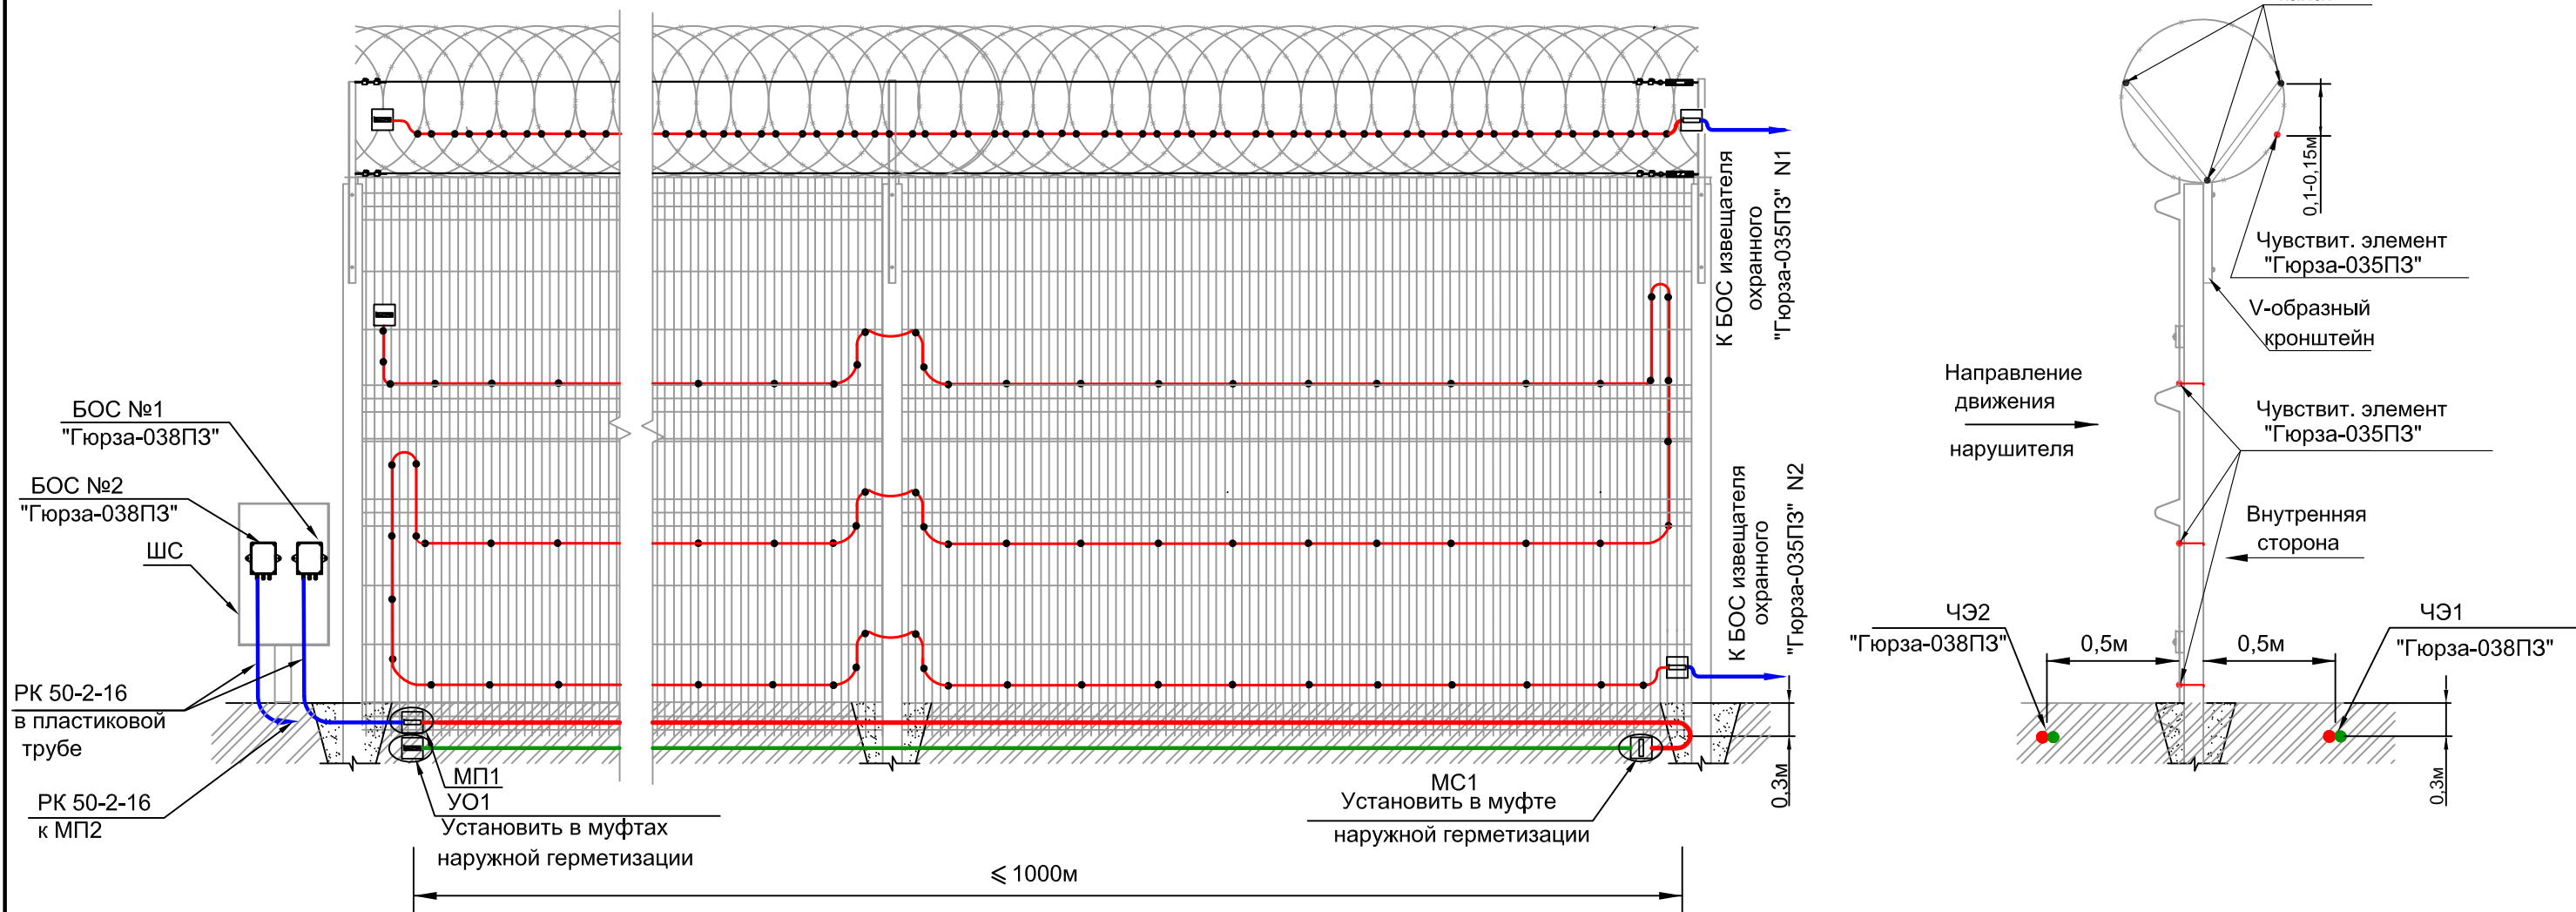 БОС №1
"Гюрза-038ПЗ"
БОС №2
"Гюрза-038ПЗ"
ШС
РК 50-2-16
в пластиковой
трубе
РК 50-2-16
к МП2
МП1
УО1
Установить в муфтах
наружной герметизации
⩽ 1000м
МС1
Установить в муфте
наружной герметизации
0,3м
К БОС извещателя
охранного
"Гюрза-035ПЗ" N1
К БОС извещателя
охранного
"Гюрза-035ПЗ" N2
0,1-0,15м
Чувствит. элемент
"Гюрза-035ПЗ"
V-образный
кронштейн
Направление
движения
нарушителя
Чувствит. элемент
"Гюрза-035ПЗ"
Внутренняя
сторона
ЧЭ2
"Гюрза-038ПЗ"
0,5м
0,5м
ЧЭ1
"Гюрза-038ПЗ"
0,3м